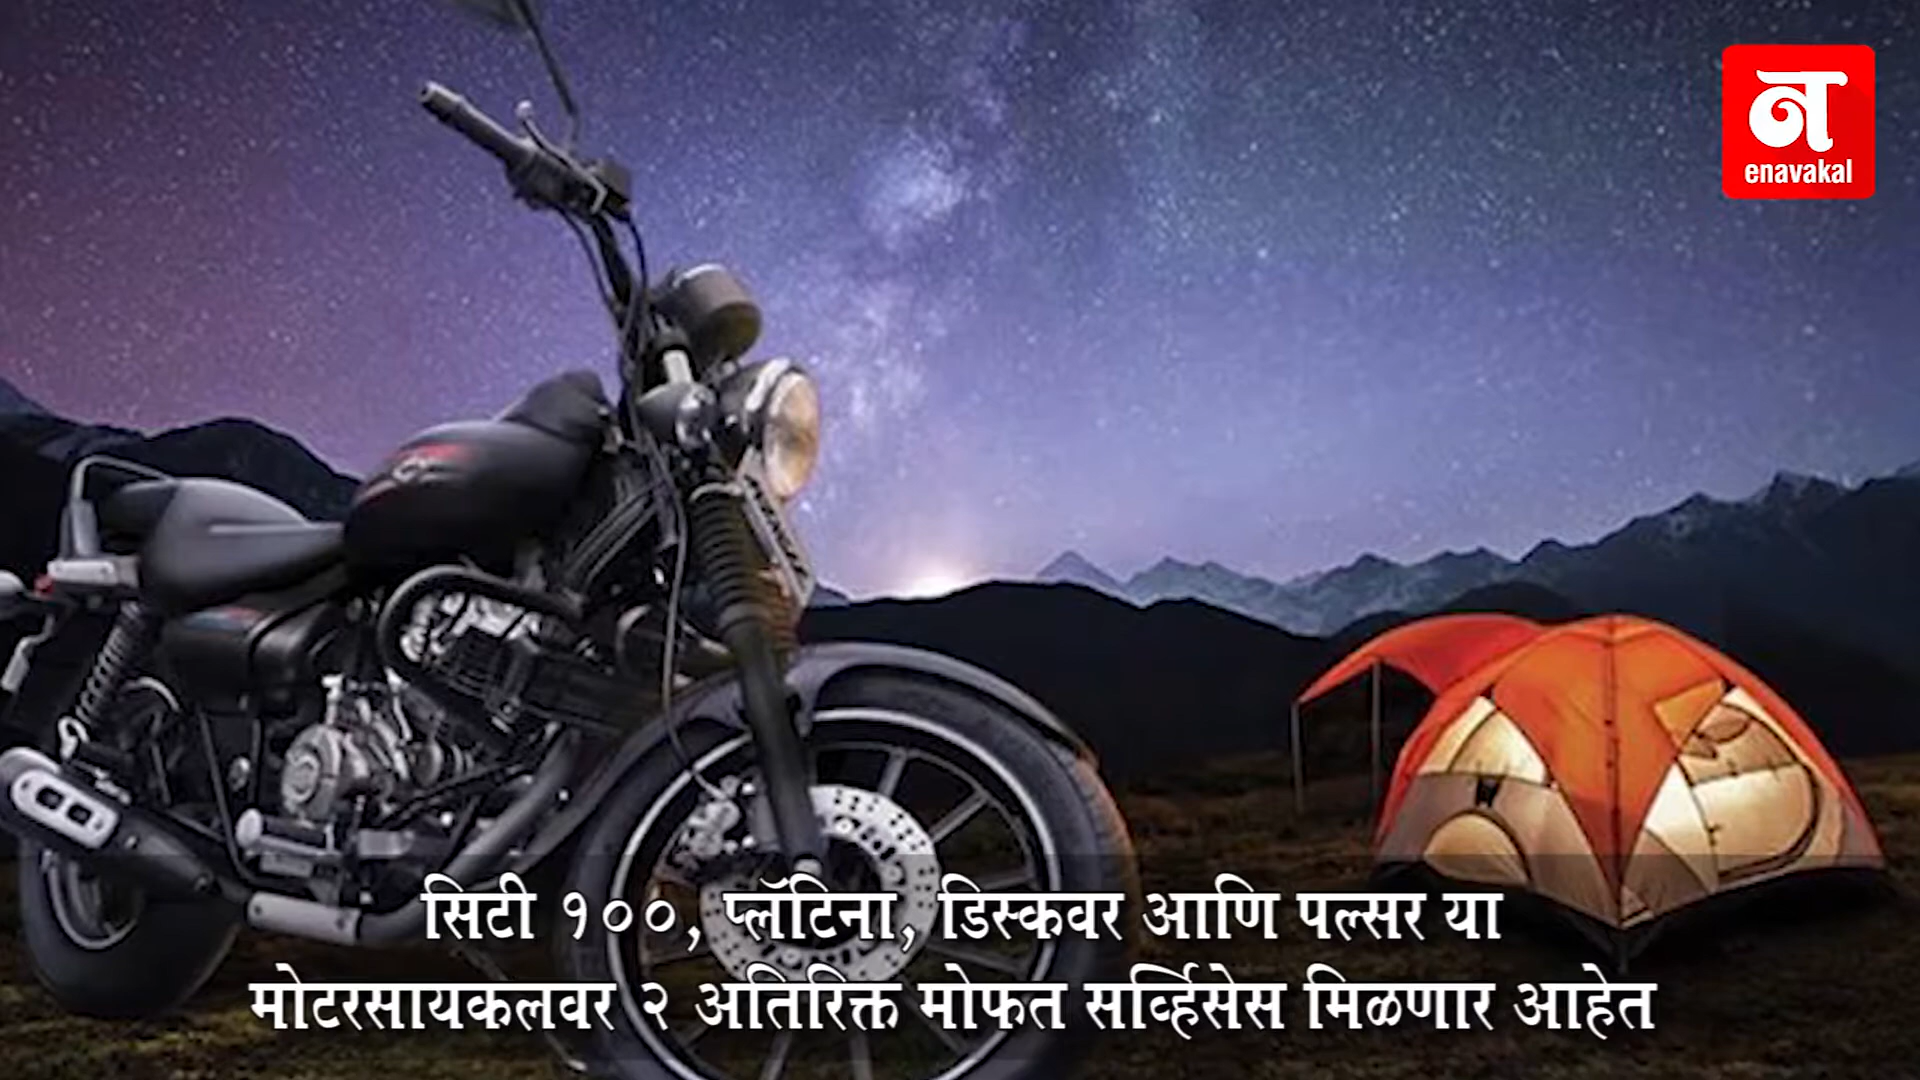 न
enavakal
सिटी १००, प्लॅटिना, डिस्कवर आणि पल्सर या
मोटरसायकलवर २ अतिरिक्त मोफत सर्व्हिसेस मिळणार आहेत